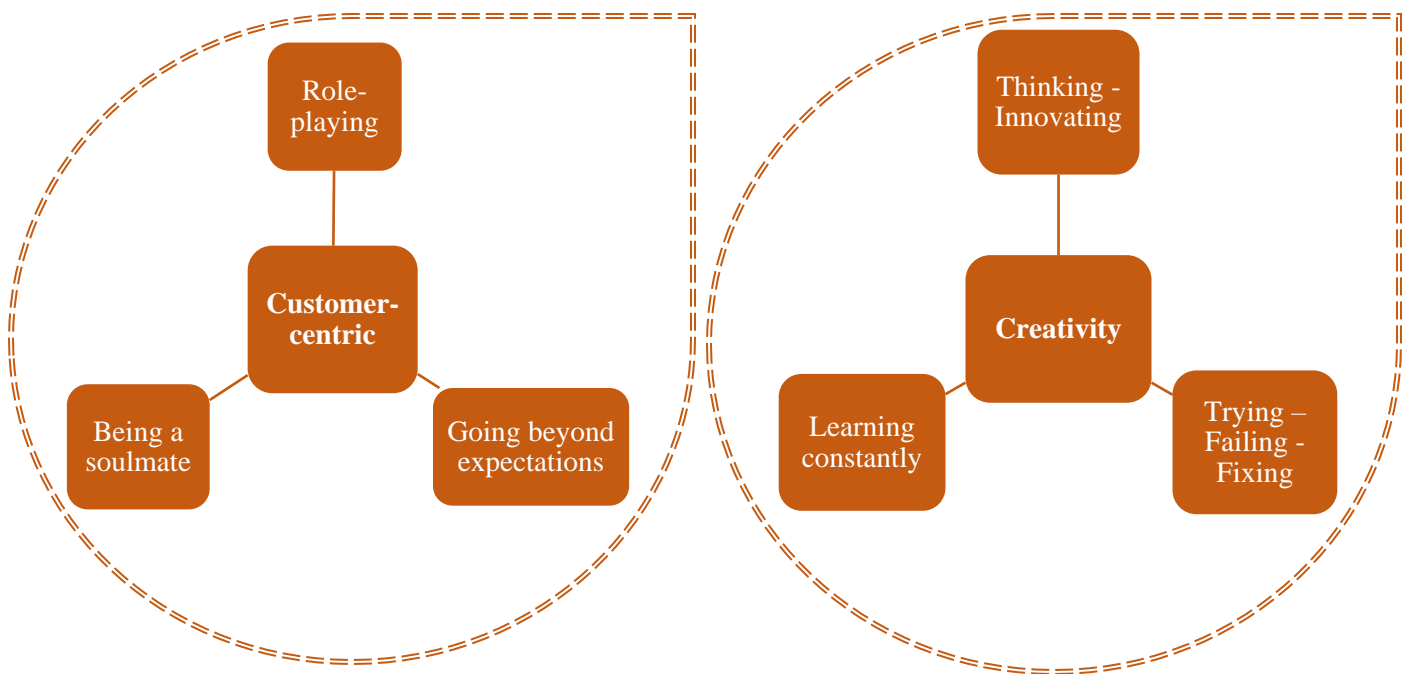 Role-
playing
Customer-
centric
Being a
soulmate
Going beyond
expectations
Thinking -
Innovating
Creativity
Learning
constantly
Trying –
Failing -
Fixing